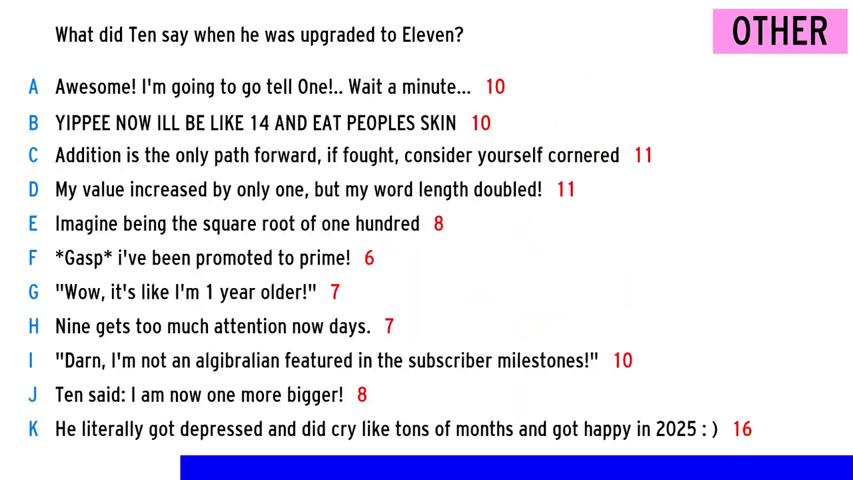 What did Ten say when he was upgraded to Eleven?
OTHER
A Awesome! I'm going to go tell One!.. Wait a minute... 10
B YIPPEE NOW ILL BE LIKE 14 AND EAT PEOPLES SKIN 10
C Addition is the only path forward, if fought, consider yourself cornered 11
D My value increased by only one, but my word length doubled! 11
E Imagine being the square root of one hundred 8
F *Gasp* i've been promoted to prime! 6
G "Wow, it's like I'm 1 year older!" 7
H Nine gets too much attention now days. 7
I "Darn, I'm not an algibralian featured in the subscriber milestones!" 10
J Ten said: I am now one more bigger! 8
K He literally got depressed and did cry like tons of months and got happy in 2025 : ) 16